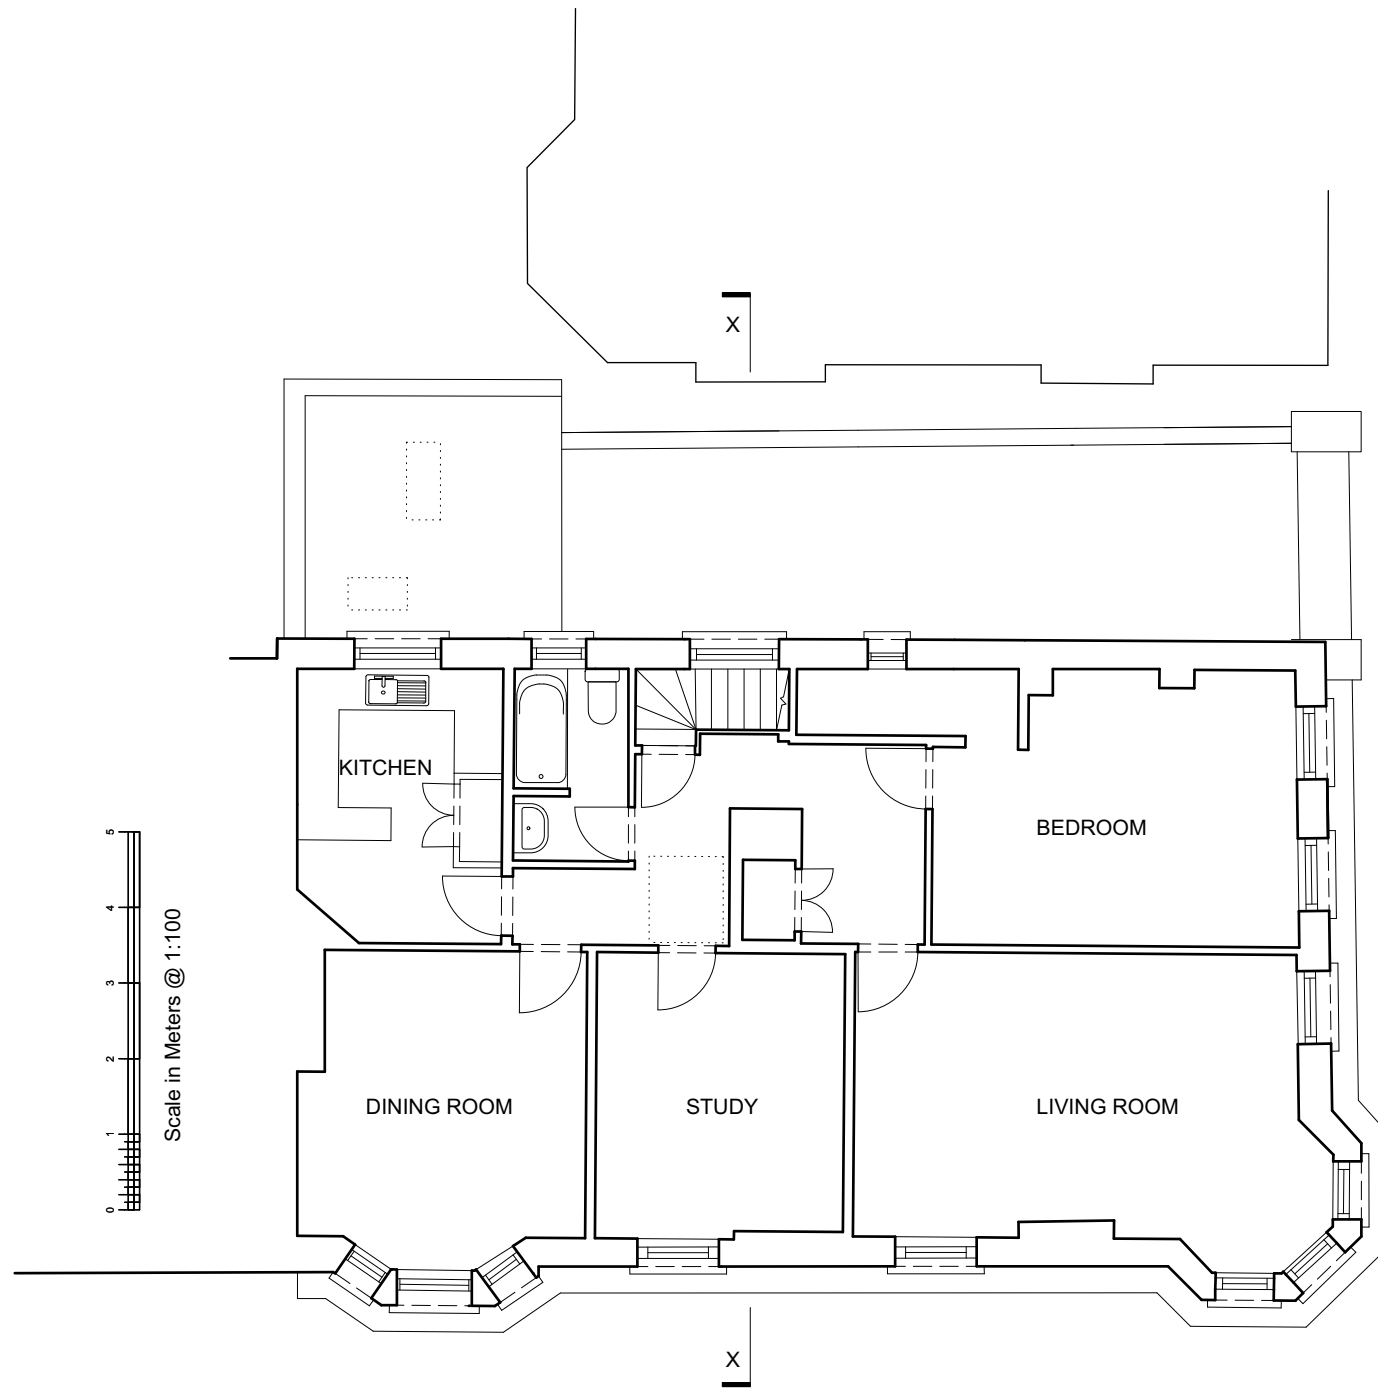 X
KITCHEN
BEDROOM
5
4
3
2
1
0
Scale in Meters @ 1:100
DINING ROOM
STUDY
LIVING ROOM
X